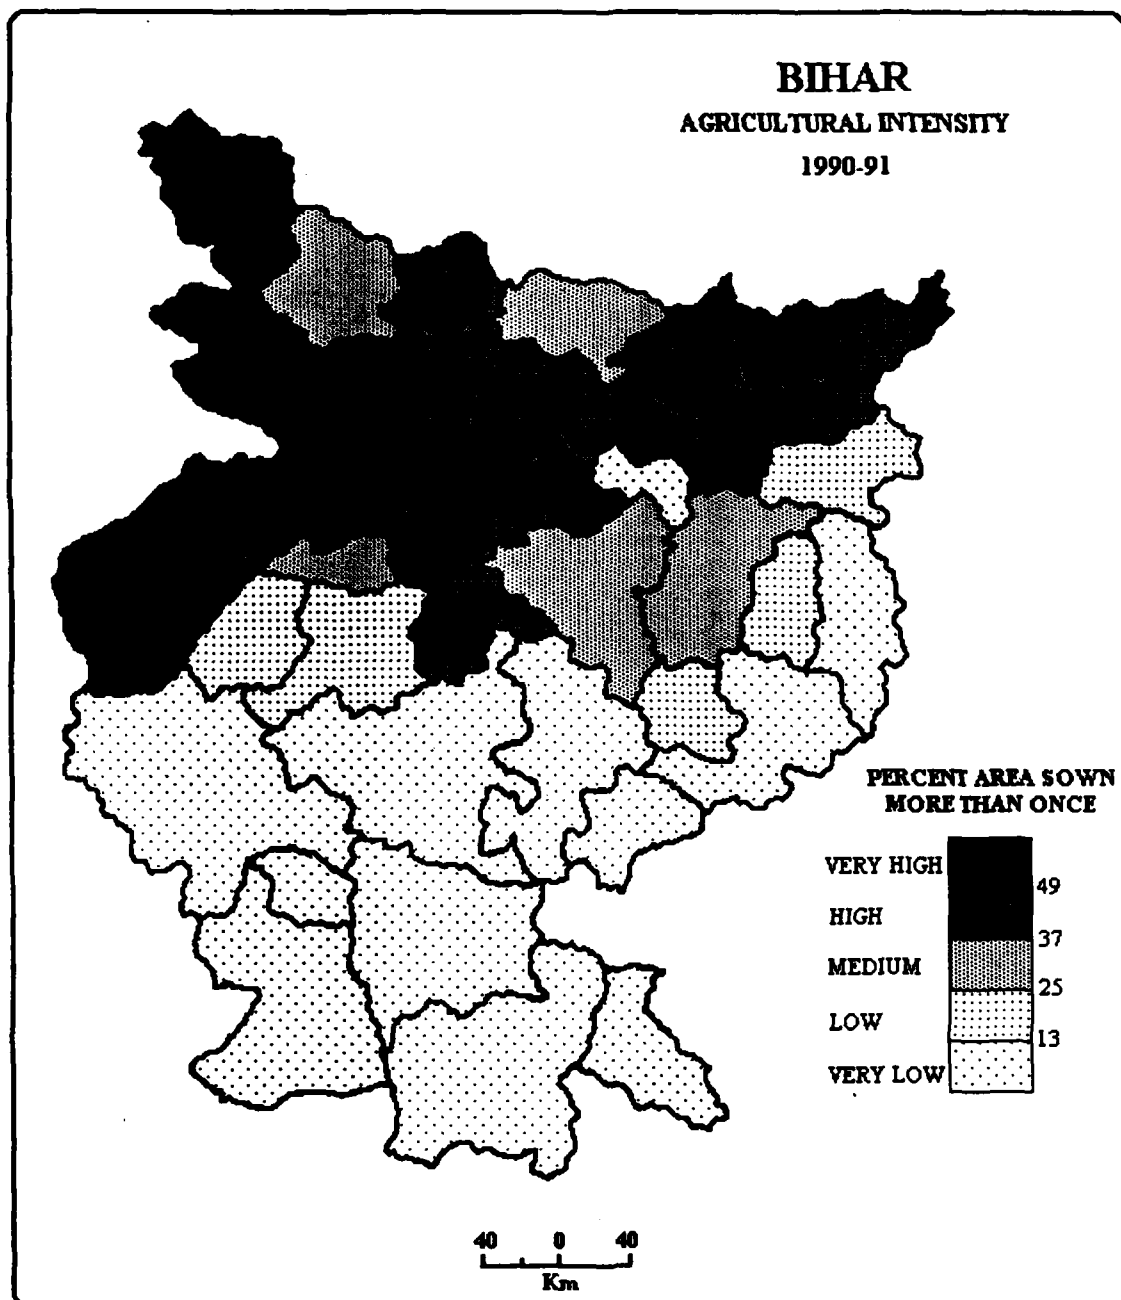 BIHAR
AGRICULTURAL INTENSITY
1990-91
PERCENT AREA SOWN
MORE THAN ONCE
VERY HIGH
49
HIGH
37
MEDIUM
25
LOW
13
VERY LOW
40 0 40
Km